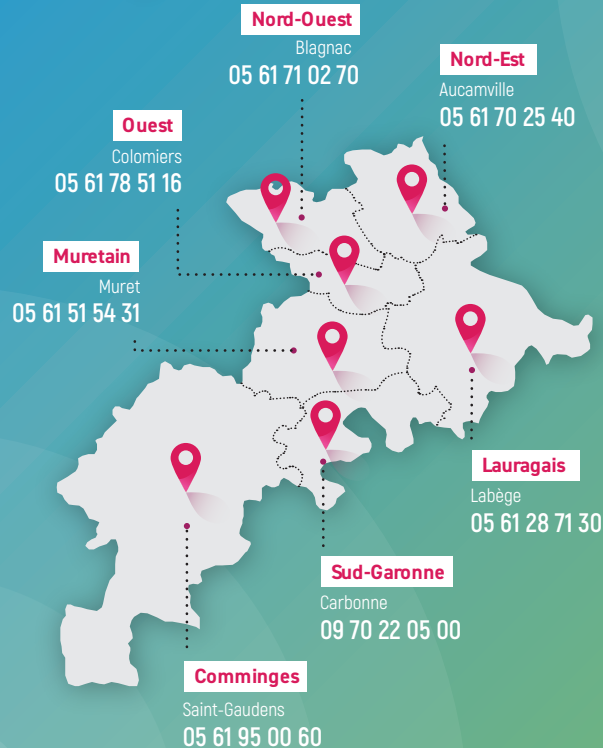 Nord-Ouest
Blagnac
05 61 71 02 70
Nord-Est
Aucamville
05 61 70 25 40
Ouest
Colomiers
05 61 78 51 16
Muretain
Muret
05 61 51 54 31
Lauragais
Labège
05 61 28 71 30
Sud-Garonne
Carbonne
09 70 22 05 00
Comminges
Saint-Gaudens
05 61 95 00 60